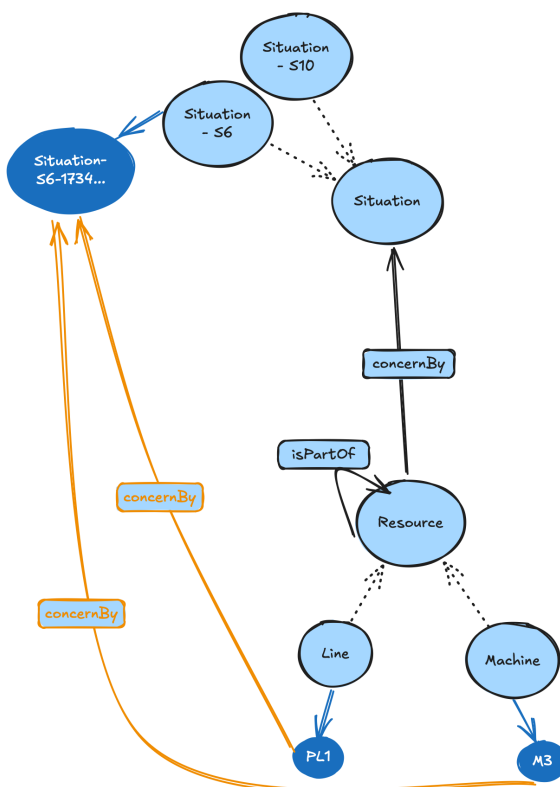 Situation
- S10
Situation
- S6
Situation-
S6-1734...
Situation
concernBy
isPartOf
concernBy
Resource
concernBy
Line
Machine
PL1
M3